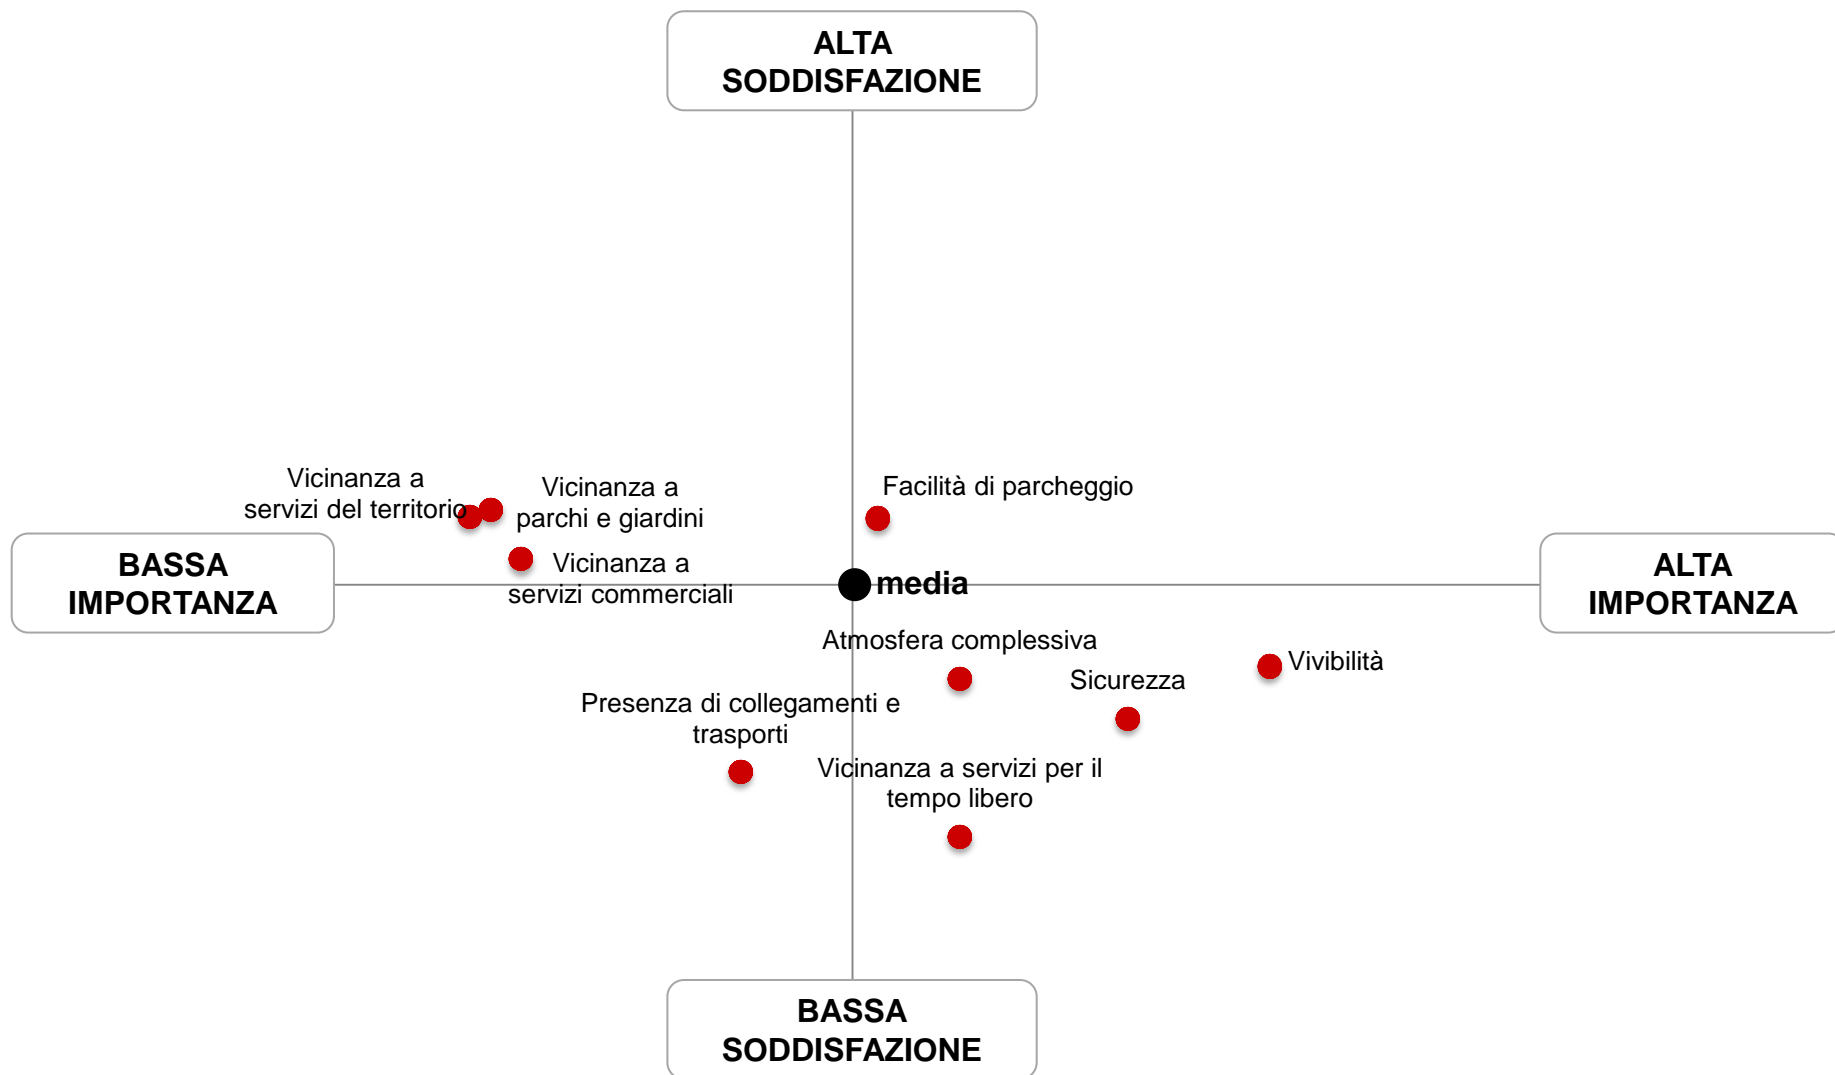 ALTA
SODDISFAZIONE
Vicinanza a
servizi del territorio
Vicinanza a
parchi e giardini
Facilità di parcheggio
BASSA
IMPORTANZA
Vicinanza a
servizi commerciali
media
ALTA
IMPORTANZA
Atmosfera complessiva
Vivibilità
Sicurezza
Presenza di collegamenti e
trasporti
Vicinanza a servizi per il
tempo libero
BASSA
SODDISFAZIONE